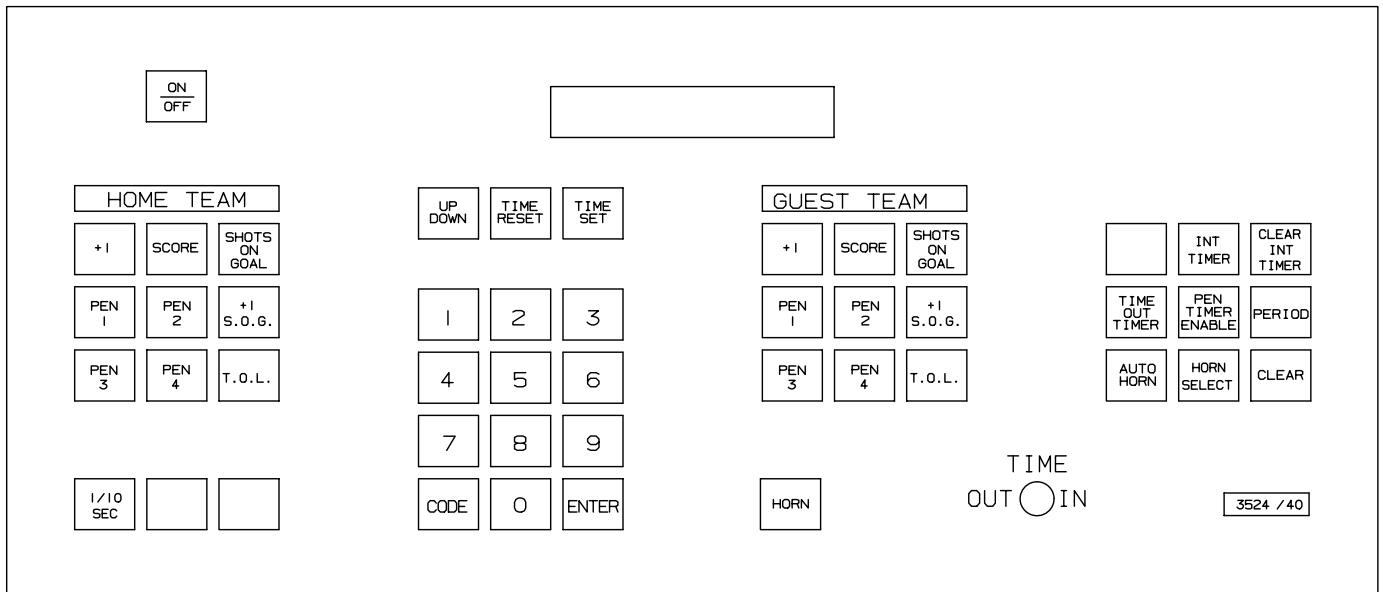 ON
OFF
HOME TEAM
+1
SCORE
SHOTS
ON
GOAL
PEN
1
PEN
2
+1
S.O.G.
PEN
3
PEN
4
T.O.L.
1/10
SEC
UP
DOWN
TIME
RESET
TIME
SET
1
2
3
4
5
6
7
8
9
CODE
0
ENTER
GUEST TEAM
+1
SCORE
SHOTS
ON
GOAL
PEN
1
PEN
2
+1
S.O.G.
PEN
3
PEN
4
T.O.L.
HORN
INT
TIMER
CLEAR
INT
TIMER
TIME
OUT
TIMER
PEN
TIMER
ENABLE
PERIOD
AUTO
HORN
HORN
SELECT
CLEAR
TIME
OUT IN
3524 /40